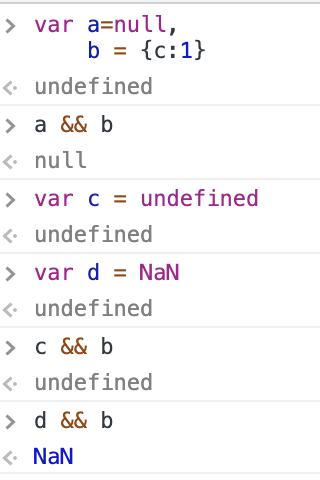 > var a=null,
b = {c:1}
<· undefined
> a && b
<· null
> var c = undefined
<· undefined
> var d = NaN
<· undefined
> c && b
<· undefined
> d && b
<· NaN